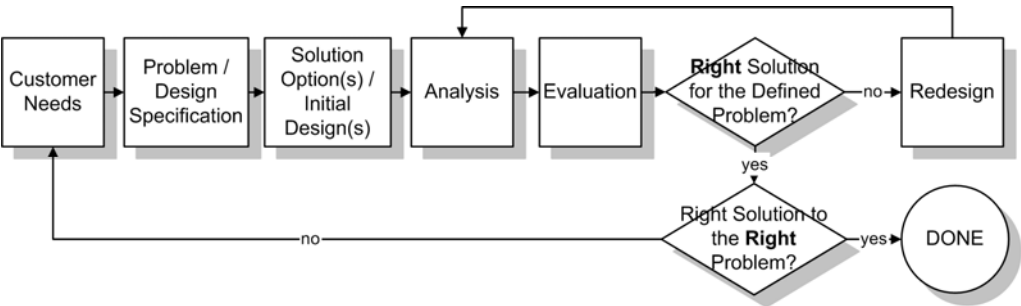 Customer
Needs
Problem /
Design
Specification
Solution
Option(s) /
Initial
Design(s)
Analysis
Evaluation
Right Solution
for the Defined
Problem?
no
Redesign
yes
Right Solution to
the Right
Problem?
no
yes
DONE